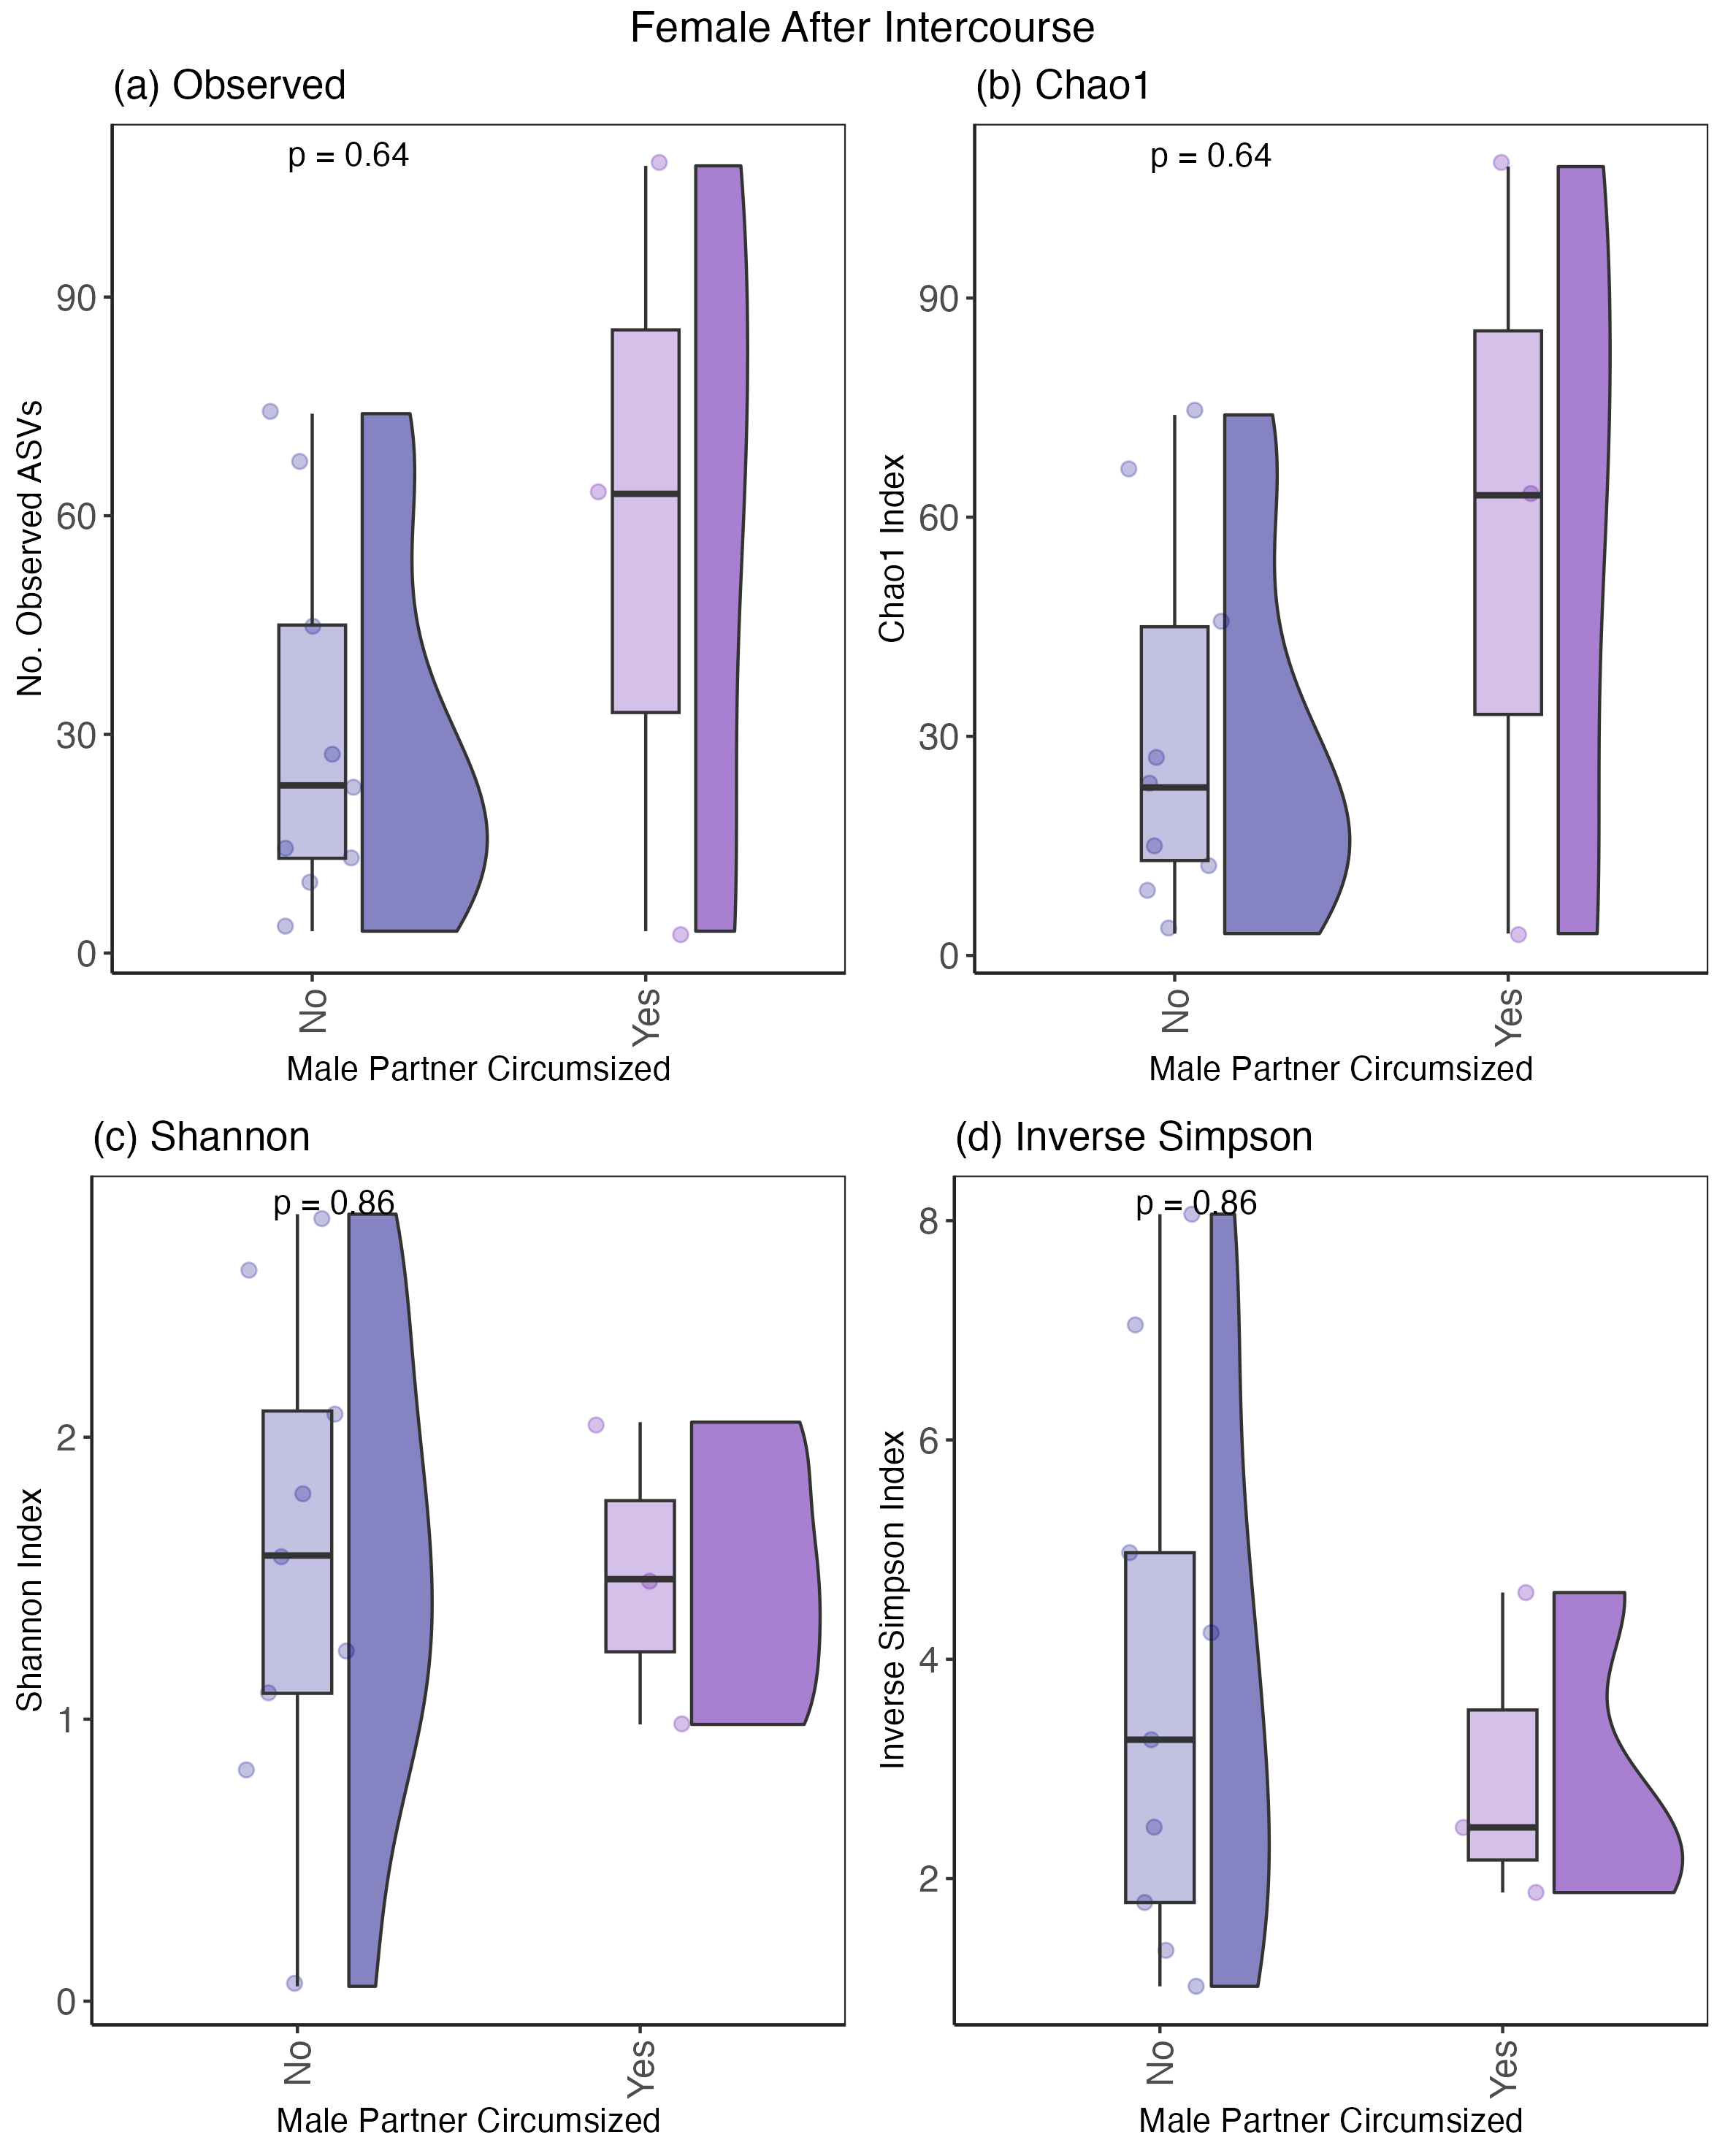 Female After Intercourse
(a) Observed
p = 0.64
90
60
30
0
No. Observed ASVs
No
Yes
Male Partner Circumsized
(b) Chao1
p = 0.64
90
60
30
0
Chao1 Index
No
Yes
Male Partner Circumsized
(c) Shannon
p = 0.86
2
1
0
Shannon Index
No
Yes
Male Partner Circumsized
(d) Inverse Simpson
p = 0.86
8
6
4
2
Inverse Simpson Index
No
Yes
Male Partner Circumsized